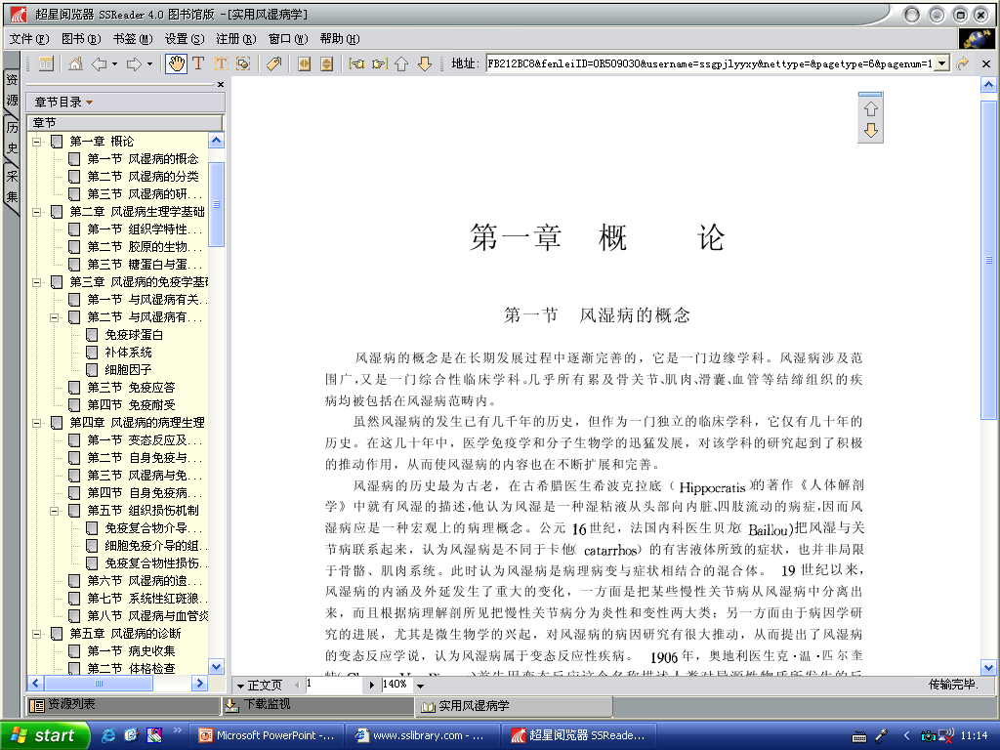 超星阅览器 SSReader 4.0 图书馆版 -[实用风湿病学]
文件(F) 图书(B) 书签(M) 设置(S) 注册(R) 窗口(W) 帮助(H)
地址: FB212BC8&fenleiID=0R509030&username=ssgpjlyyxy&nettype=&pagetype=6&pagenum=1
资源
历史
采集
章节目录
章节
第一章 概论
第一节 风湿病的概念
第二节 风湿病的分类
第三节 风湿病的研...
第二章 风湿病生理学基础
第一节 组织学特性...
第二节 胶原的生物...
第三节 糖蛋白与蛋...
第三章 风湿病的免疫学基础
第一节 与风湿病有关...
第二节 与风湿病有...
免疫球蛋白
补体系统
细胞因子
第三节 免疫应答
第四节 免疫耐受
第四章 风湿病的病理生理
第一节 变态反应及...
第二节 自身免疫与...
第三节 风湿病与免...
第四节 自身免疫病...
第五节 组织损伤机制
免疫复合物介导...
细胞免疫介导的组...
免疫复合物性损伤...
第六节 风湿病的遗...
第七节 系统性红斑狼...
第八节 风湿病与血管炎
第五章 风湿病的诊断
第一节 病史收集
第二节 体格检查
第一章 概 论
第一节 风湿病的概念
风湿病的概念是在长期发展过程中逐渐完善的，它是一门边缘学科。风湿病涉及范
围广，又是一门综合性临床学科。几乎所有累及骨关节、肌肉、滑囊、血管等结缔组织的疾
病均被包括在风湿病范畴内。
虽然风湿病的发生已有几千年的历史，但作为一门独立的临床学科，它仅有几十年的
历史。在这几十年中，医学免疫学和分子生物学的迅猛发展，对该学科的研究起到了积极
的推动作用，从而使风湿病的内容也在不断扩展和完善。
风湿病的历史最为古老，在古希腊医生希波克拉底（Hippocratis）的著作《人体解剖
学》中就有风湿的描述，他认为风湿是一种湿粘液从头部向内脏、四肢流动的病症，因而风
湿病应是一种宏观上的病理概念。公元 16 世纪，法国内科医生贝龙（Baillou）把风湿与关
节病联系起来，认为风湿病是不同于卡他（catarrhos）的有害液体所致的症状，也并非局限
于骨骼、肌肉系统。此时认为风湿病是病理病变与症状相结合的混合体。 19 世纪以来，
风湿病的内涵及外延发生了重大的变化，一方面是把某些慢性关节病从风湿病中分离出
来，而且根据病理解剖所见把慢性关节病分为炎性和变性两大类；另一方面由于病因学研
究的进展，尤其是微生物学的兴起，对风湿病的病因研究有很大推动，从而提出了风湿病
的变态反应学说，认为风湿病属于变态反应性疾病。 1906 年，奥地利医生克·温·匹尔奎
正文页 1 140% 传输完毕.
资源列表 下载监视 实用风湿病学
start Microsoft PowerPoint -... www.sslibrary.com - ... 超星阅览器 SSReade... 11:14